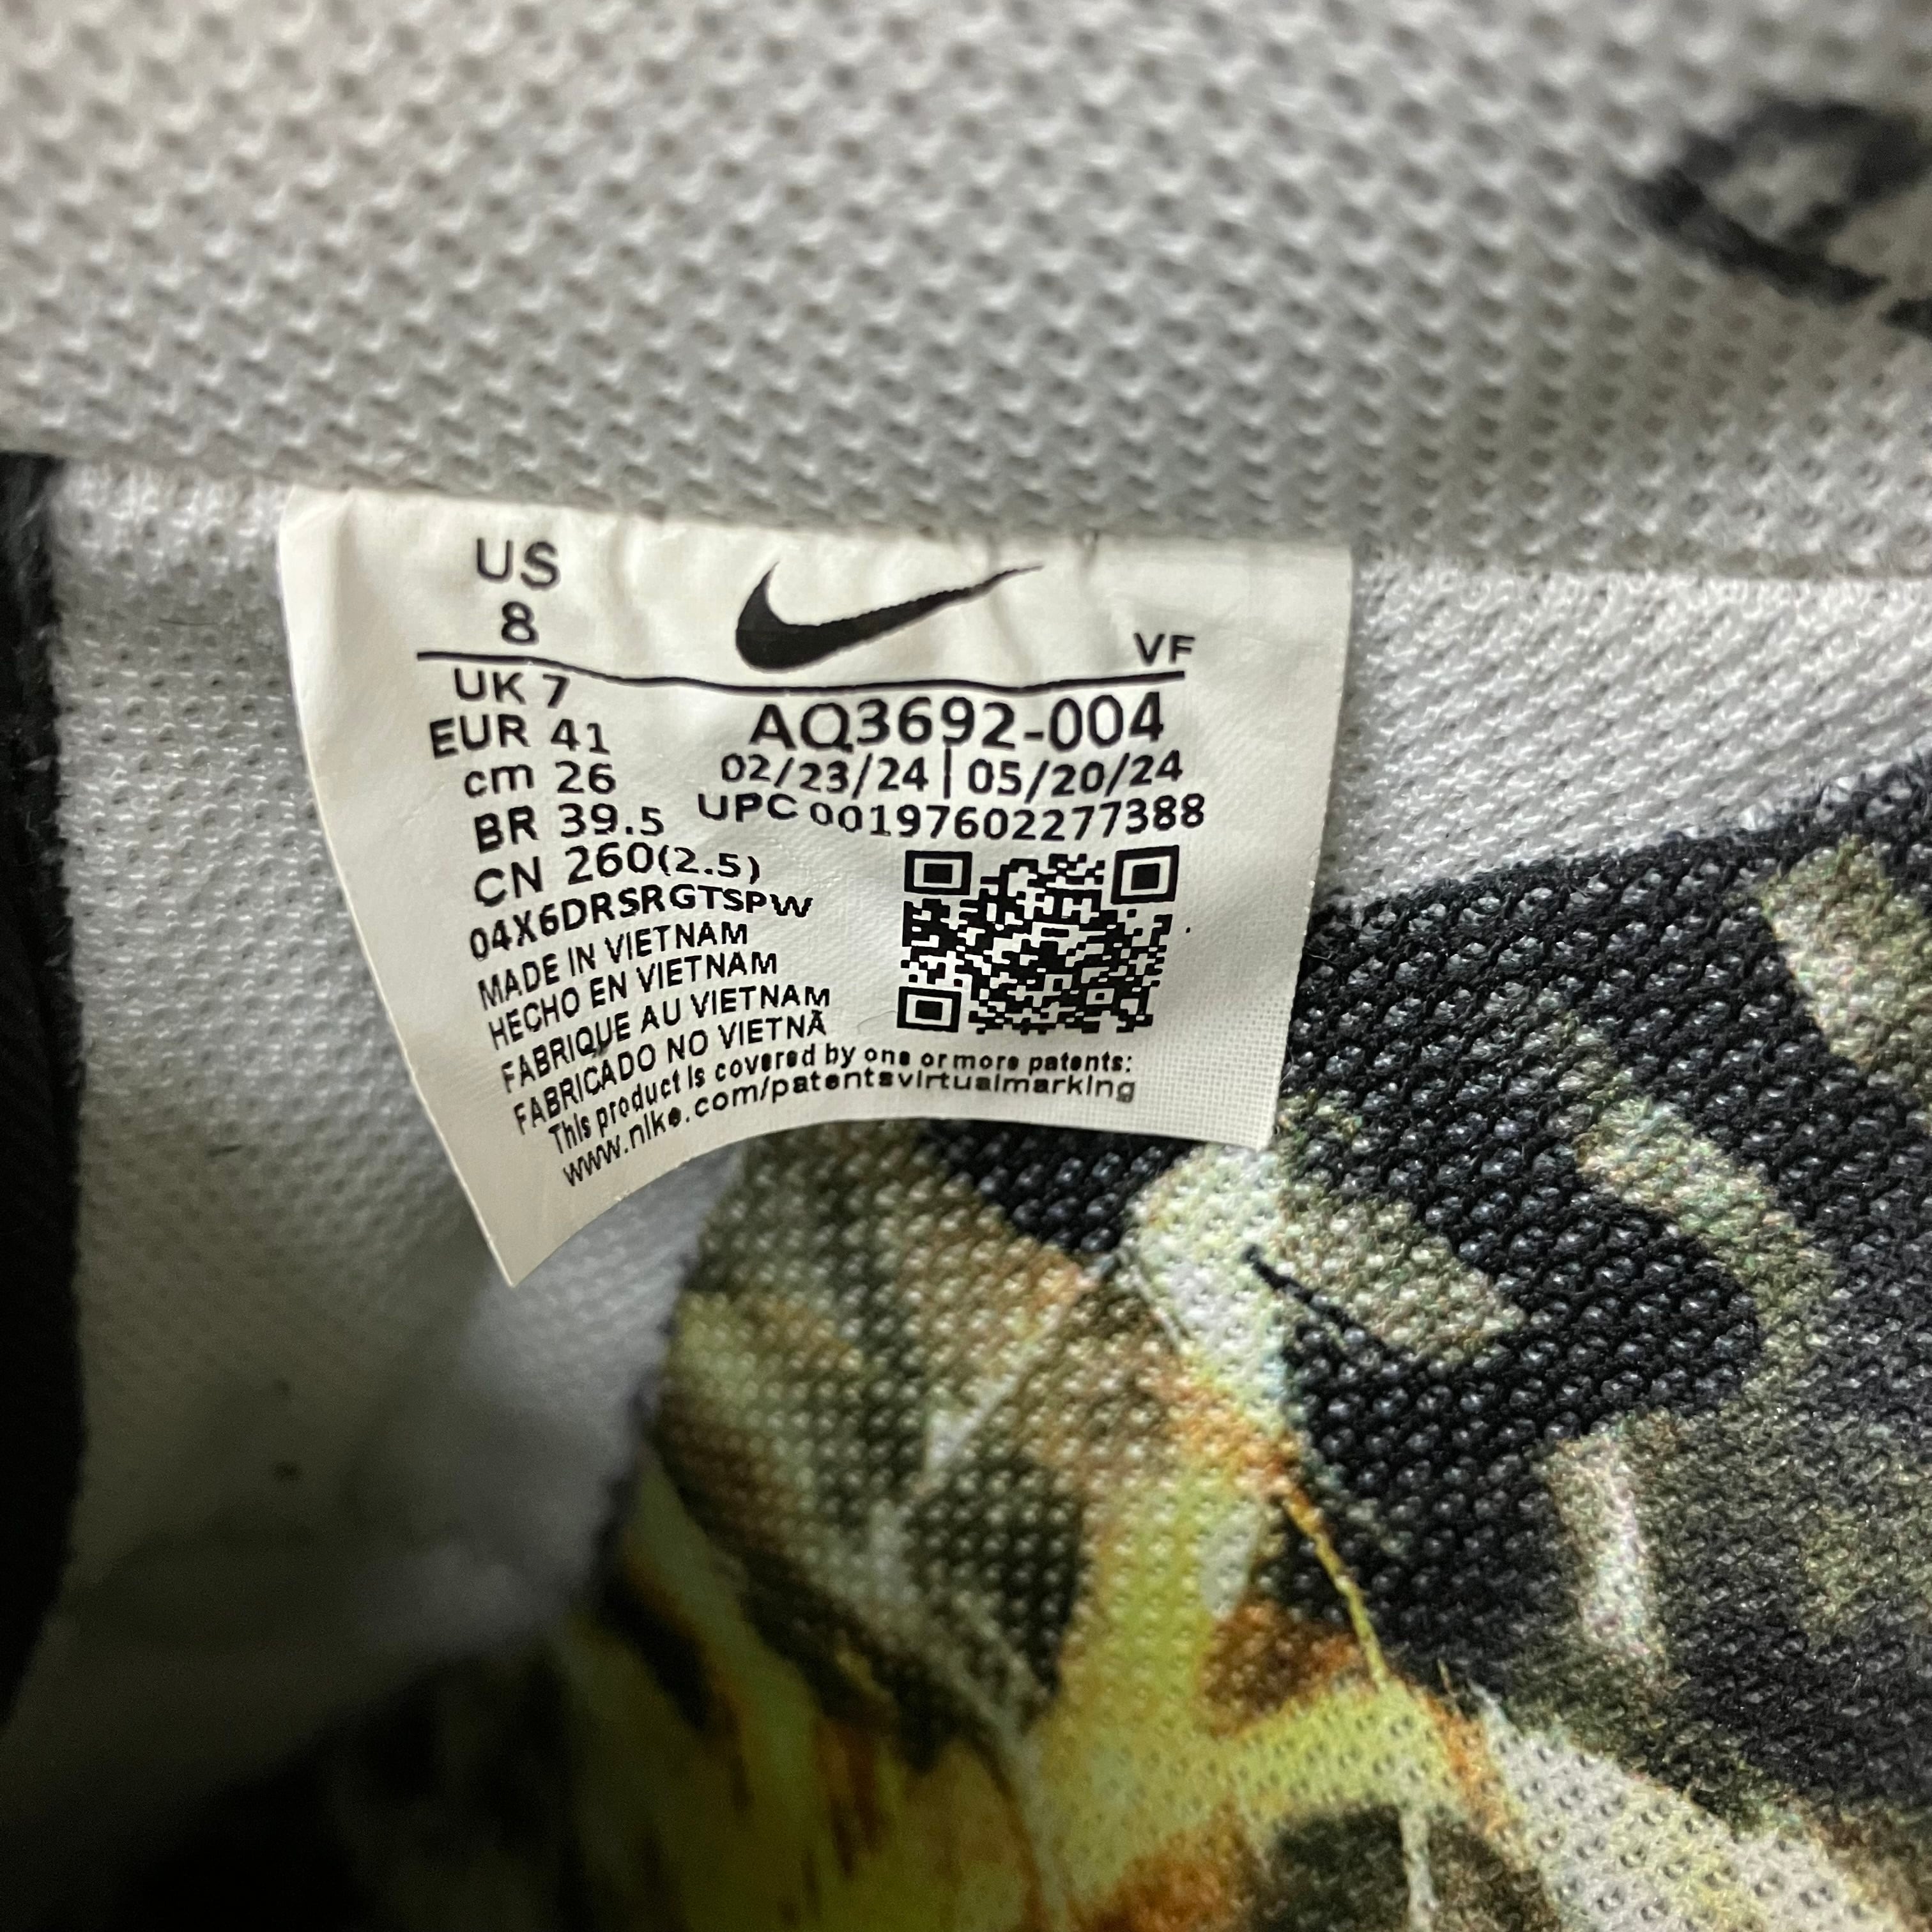 US
8
VF
UK 7
EUR 41
cm 26
BR 39.5
CN 260(2.5)
AQ3692-004
02/23/24 | 05/20/24
UPC 00197602277388
04X6DRSRGTSPW
MADE IN VIETNAM
HECHO EN VIETNAM
FABRIQUE AU VIETNAM
FABRICADO NO VIETNÃ
This product is covered by one or more patents:
www.nike.com/patentsvirtualmarking